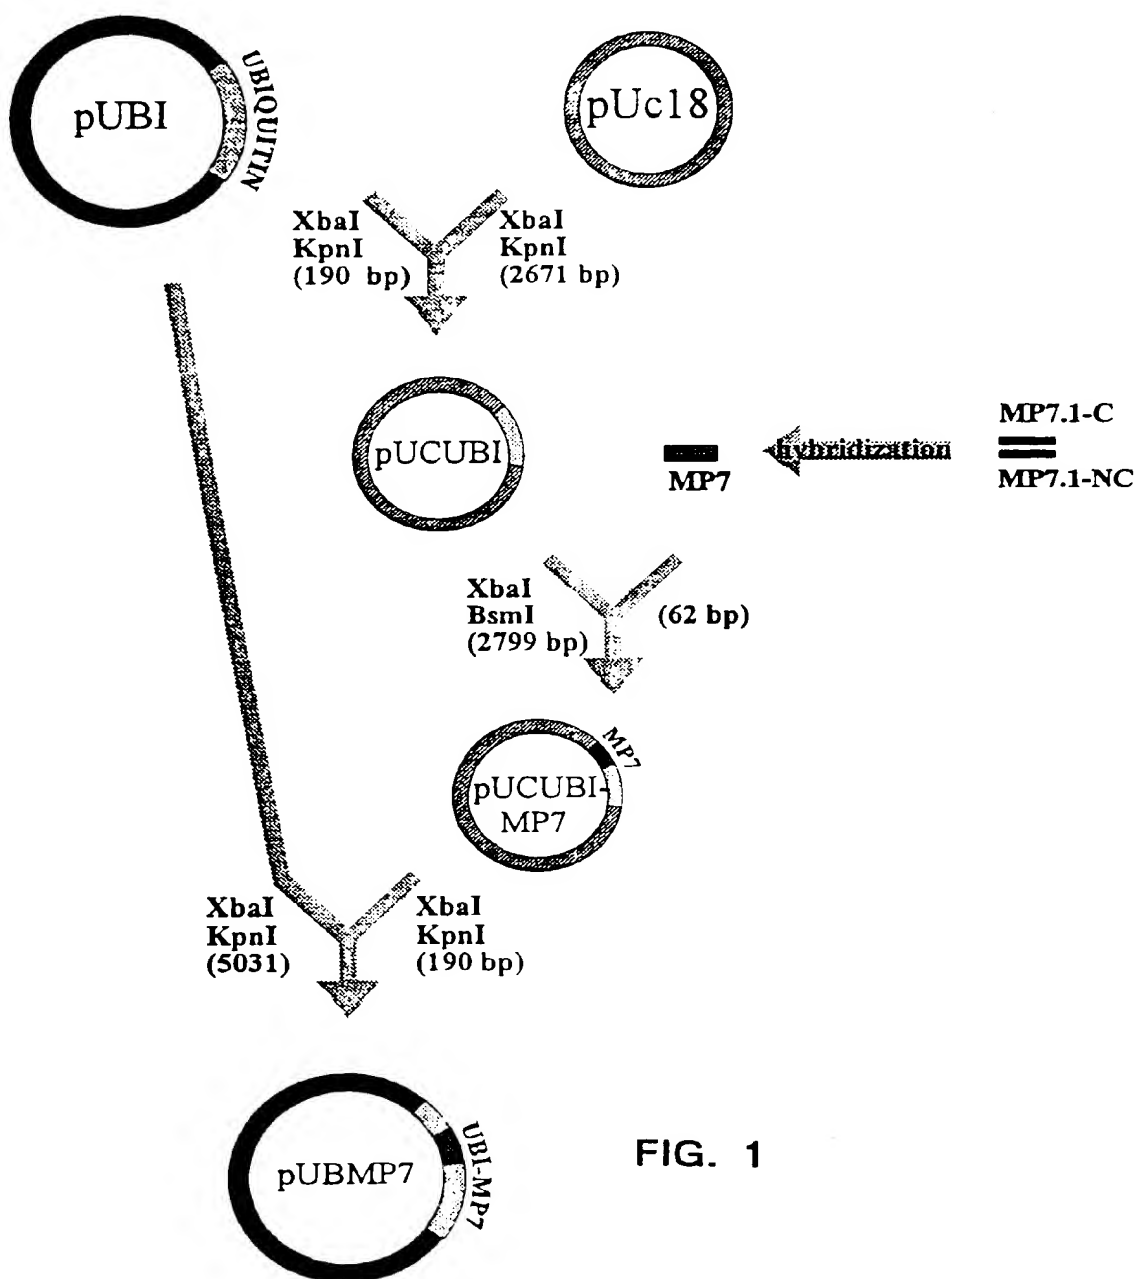 pUBI
UBIQUITIN
pUc18
XbaI
KpnI
(190 bp)
XbaI
KpnI
(2671 bp)
pUCUBI
MP7
hybridization
MP7.1-C
MP7.1-NC
XbaI
BsmI
(2799 bp)
(62 bp)
MP7
pUCUBI-
MP7
XbaI
KpnI
(5031)
XbaI
KpnI
(190 bp)
pUBMP7
UBI-MP7
FIG. 1